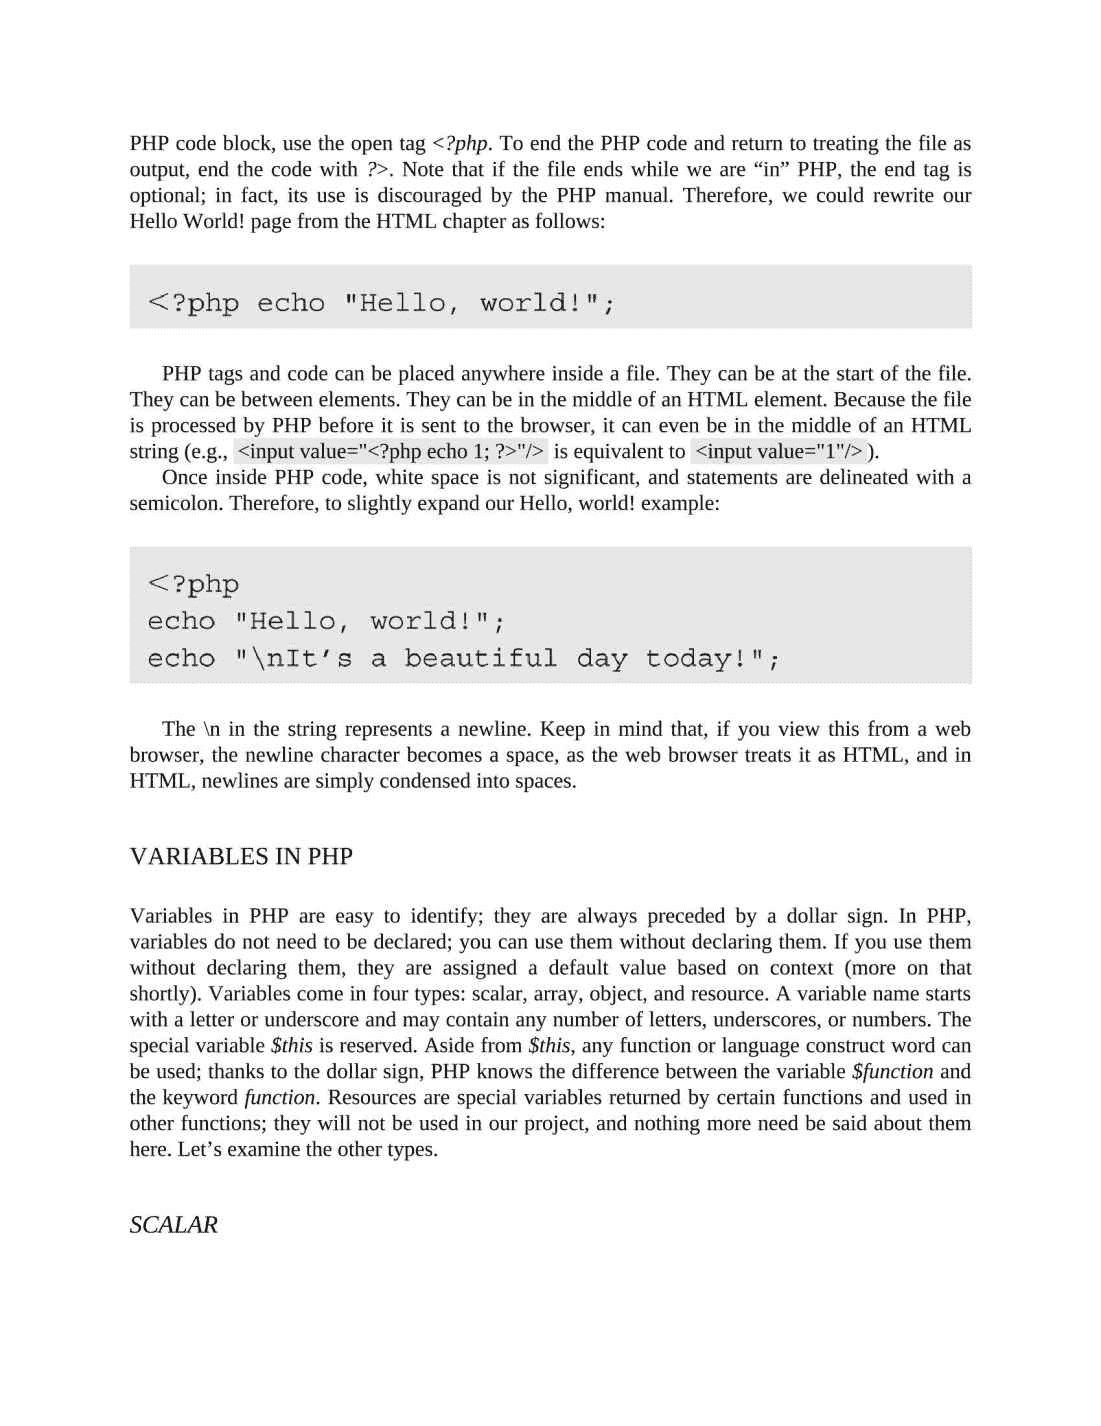 PHP code block, use the open tag <?php. To end the PHP code and return to treating the file as
output, end the code with ?>. Note that if the file ends while we are “in” PHP, the end tag is
optional; in fact, its use is discouraged by the PHP manual. Therefore, we could rewrite our
Hello World! page from the HTML chapter as follows:
<?php echo "Hello, world!";
PHP tags and code can be placed anywhere inside a file. They can be at the start of the file.
They can be between elements. They can be in the middle of an HTML element. Because the file
is processed by PHP before it is sent to the browser, it can even be in the middle of an HTML
string (e.g., <input value="<?php echo 1; ?>"/> is equivalent to <input value="1"/> ).
Once inside PHP code, white space is not significant, and statements are delineated with a
semicolon. Therefore, to slightly expand our Hello, world! example:
<?php
echo "Hello, world!";
echo "\nIt’s a beautiful day today!";
The \n in the string represents a newline. Keep in mind that, if you view this from a web
browser, the newline character becomes a space, as the web browser treats it as HTML, and in
HTML, newlines are simply condensed into spaces.
VARIABLES IN PHP
Variables in PHP are easy to identify; they are always preceded by a dollar sign. In PHP,
variables do not need to be declared; you can use them without declaring them. If you use them
without declaring them, they are assigned a default value based on context (more on that
shortly). Variables come in four types: scalar, array, object, and resource. A variable name starts
with a letter or underscore and may contain any number of letters, underscores, or numbers. The
special variable $this is reserved. Aside from $this, any function or language construct word can
be used; thanks to the dollar sign, PHP knows the difference between the variable $function and
the keyword function. Resources are special variables returned by certain functions and used in
other functions; they will not be used in our project, and nothing more need be said about them
here. Let’s examine the other types.
SCALAR